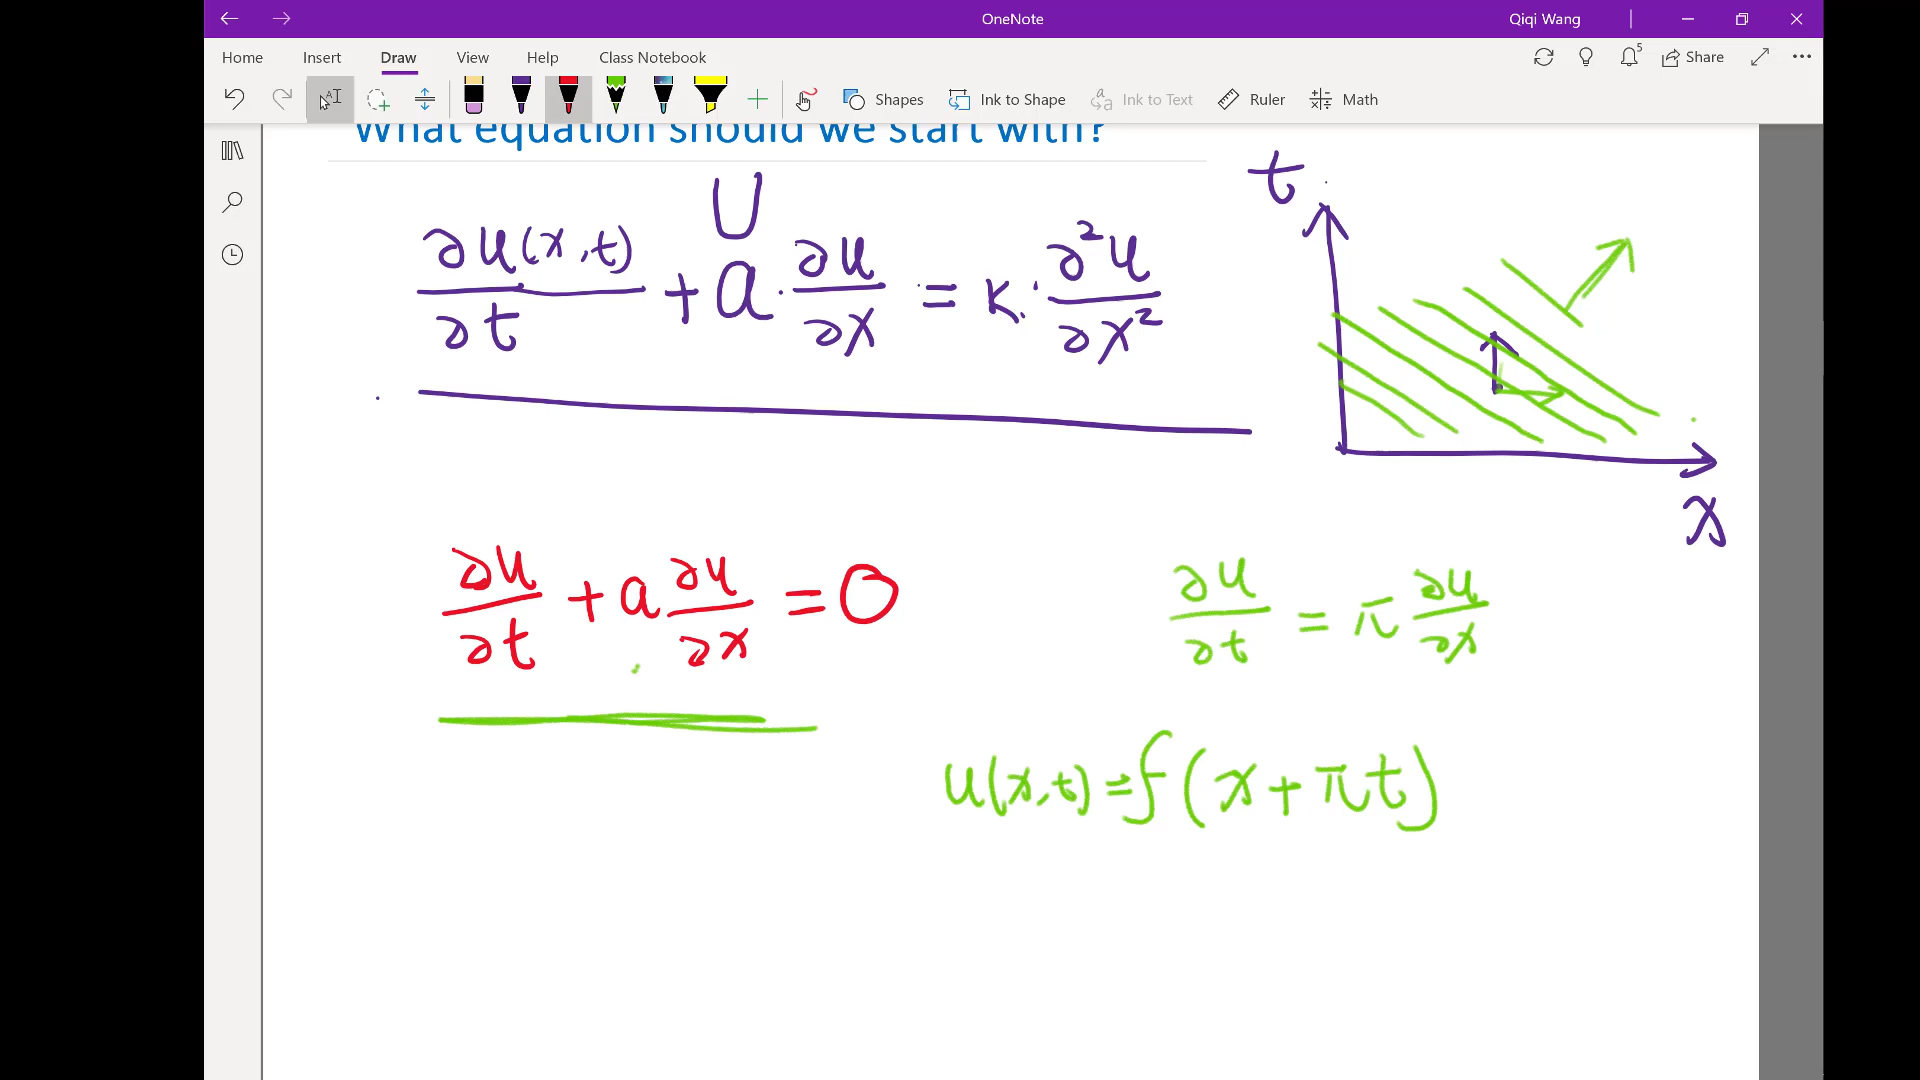 OneNote
Qiqi Wang
Home Insert Draw View Help Class Notebook
5
Share
Shapes Ink to Shape Ink to Text Ruler Math
What equation should we start with?
t
U
∂u(x,t)/∂t + a · ∂u/∂x = κ · ∂²u/∂x²
x
∂u/∂t + a ∂u/∂x = 0
∂u/∂t = π ∂u/∂x
u(x,t) = f(x+πt)